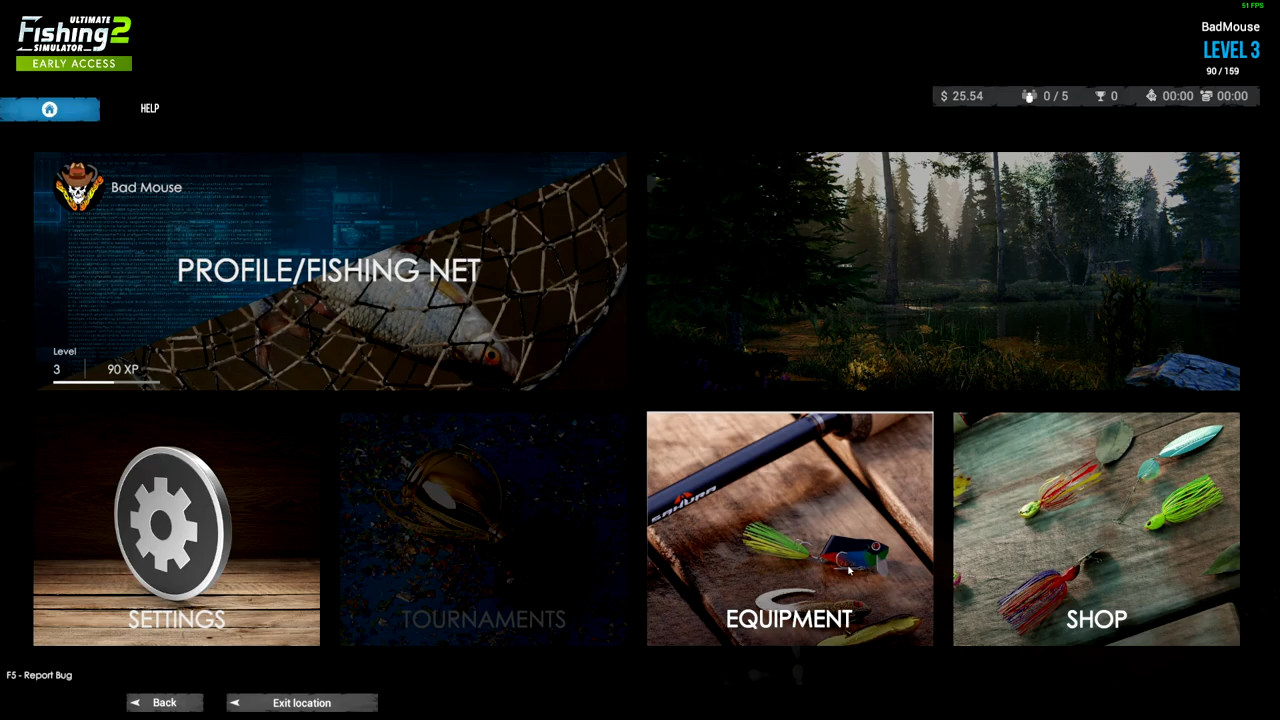 51 FPS
ULTIMATE
Fishing 2
SIMULATOR
EARLY ACCESS
BadMouse
LEVEL 3
90 / 159
HELP
$ 25.54
0 / 5
0
00:00
00:00
Bad Mouse
PROFILE/FISHING NET
Level
3
90 XP
SAKURA
SETTINGS
TOURNAMENTS
EQUIPMENT
SHOP
F5 - Report Bug
Back
Exit location